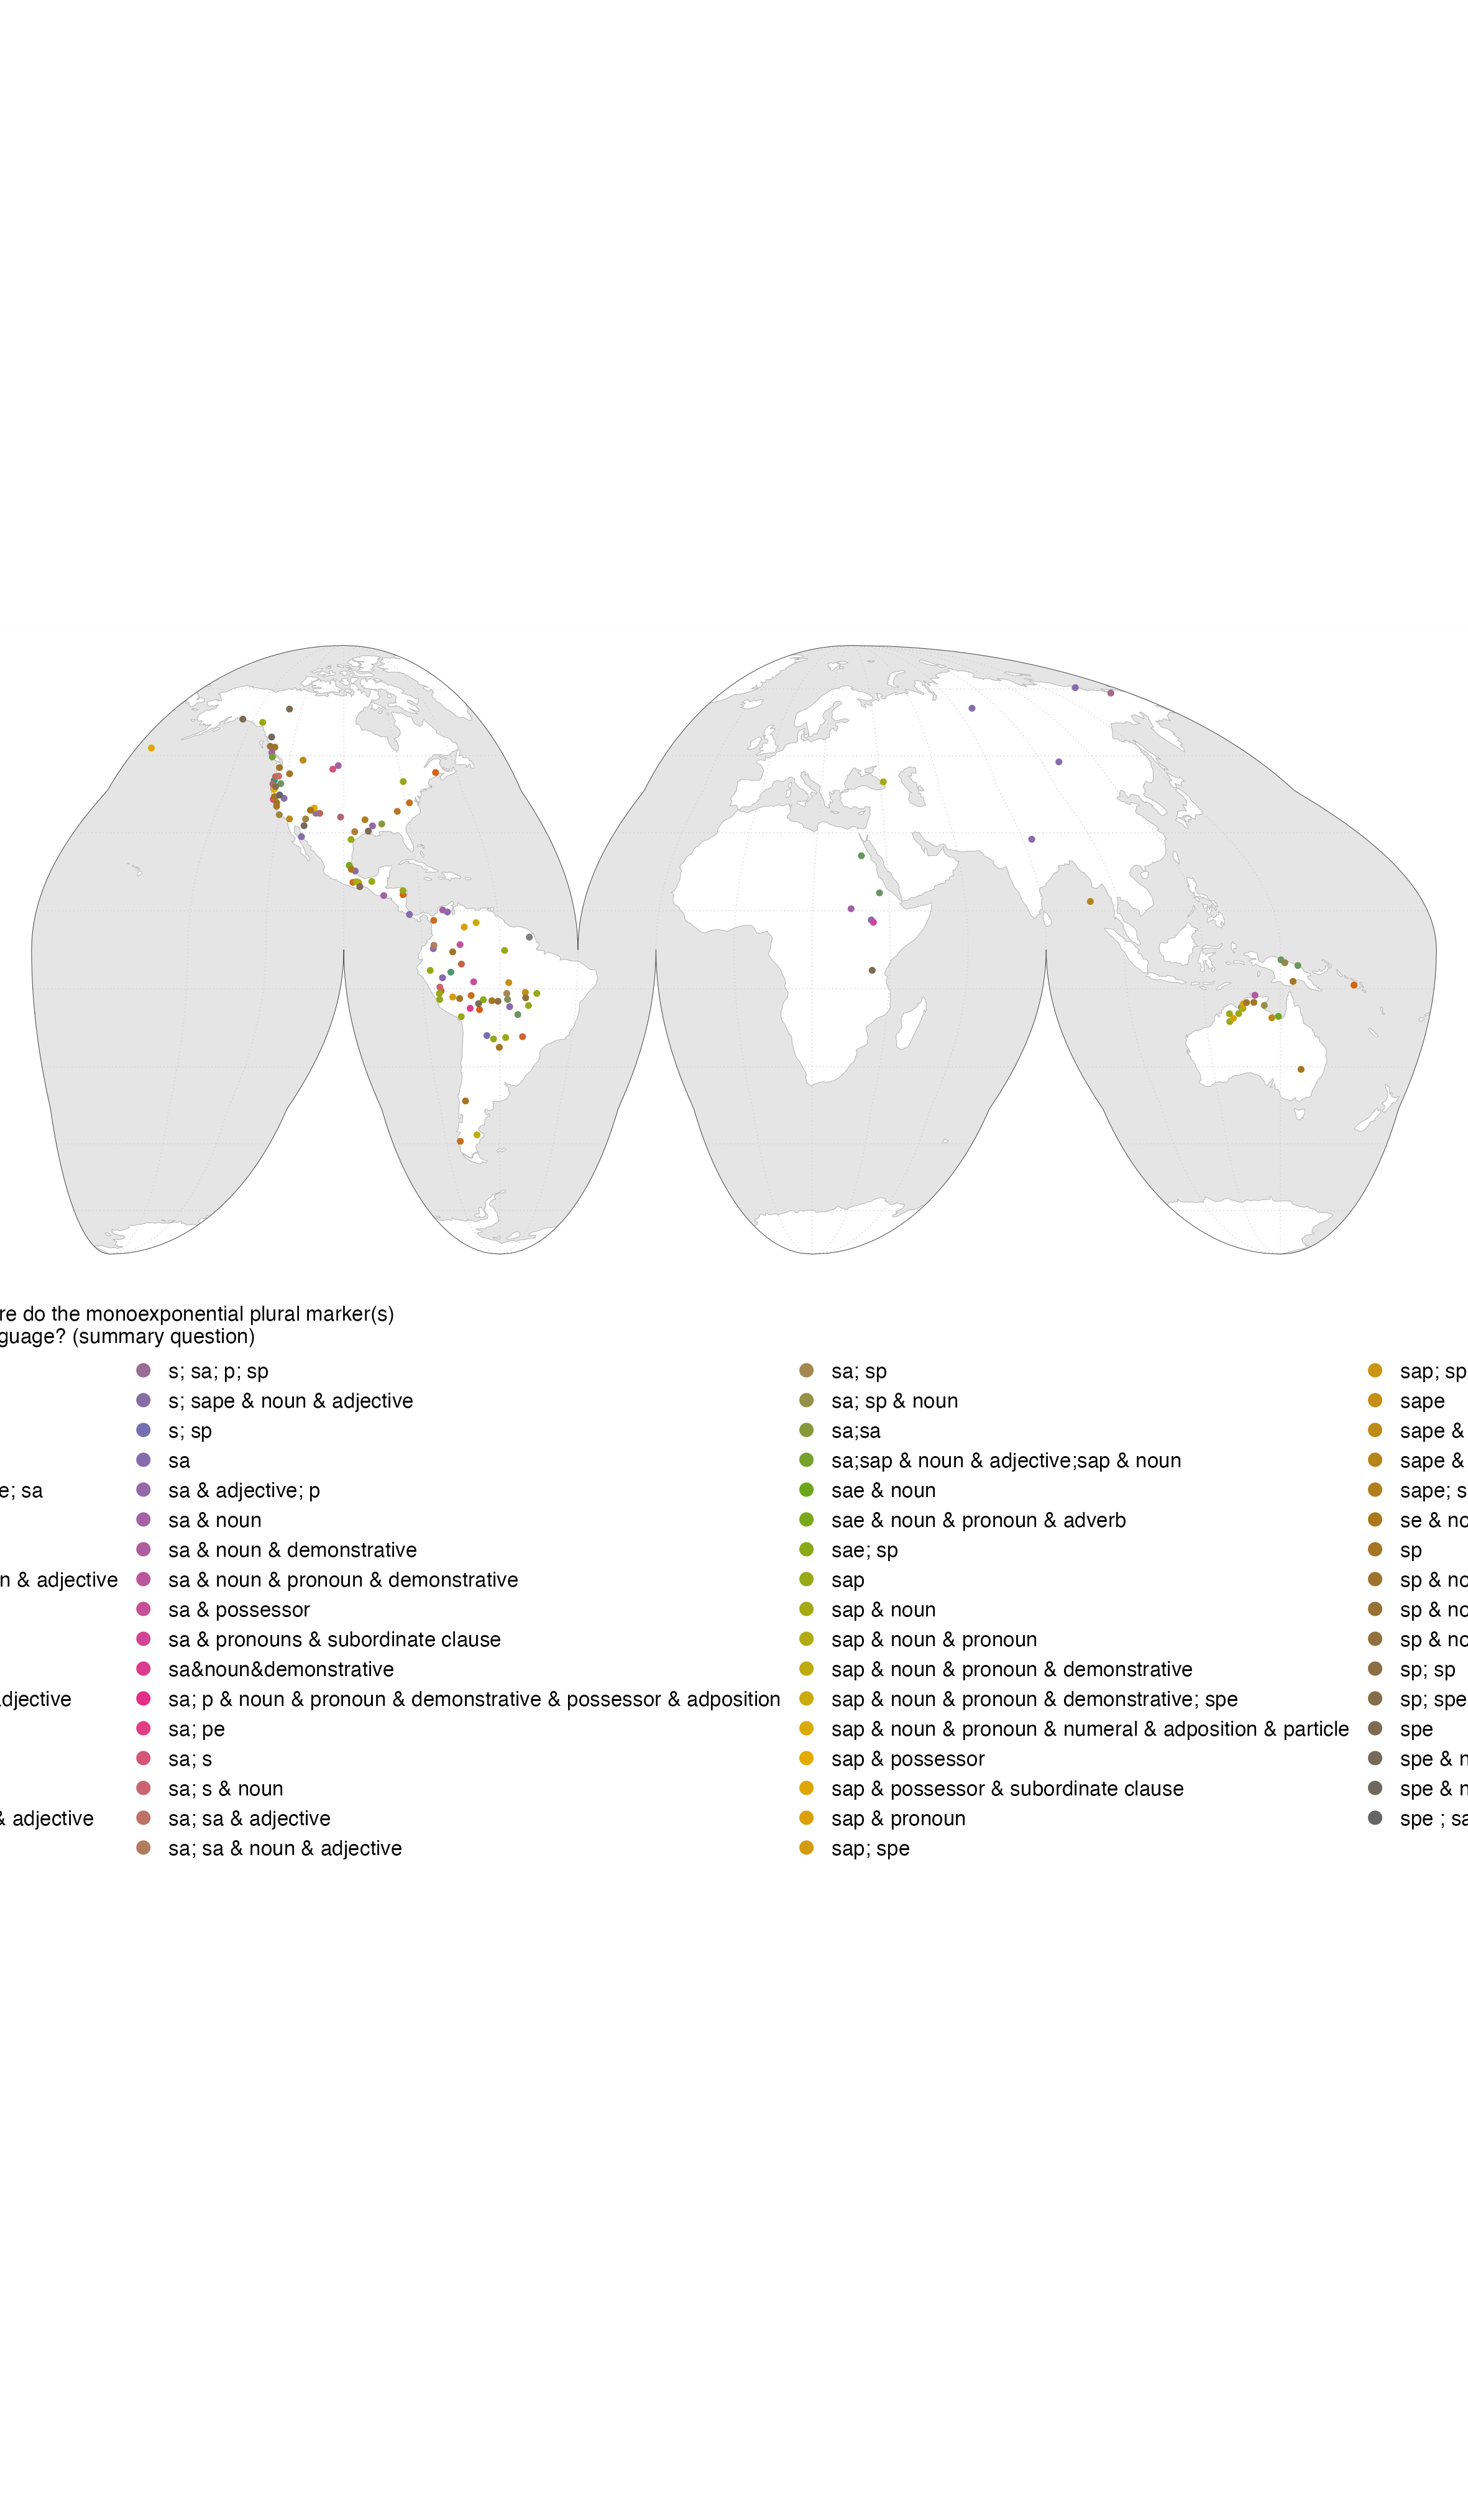 re do the monoexponential plural marker(s)
guage? (summary question)
e; sa
n & adjective
djective
& adjective
s; sa; p; sp
s; sape & noun & adjective
s; sp
sa
sa & adjective; p
sa & noun
sa & noun & demonstrative
sa & noun & pronoun & demonstrative
sa & possessor
sa & pronouns & subordinate clause
sa&noun&demonstrative
sa; p & noun & pronoun & demonstrative & possessor & adposition
sa; pe
sa; s
sa; s & noun
sa; sa & adjective
sa; sa & noun & adjective
sa; sp
sa; sp & noun
sa;sa
sa;sap & noun & adjective;sap & noun
sae & noun
sae & noun & pronoun & adverb
sae; sp
sap
sap & noun
sap & noun & pronoun
sap & noun & pronoun & demonstrative
sap & noun & pronoun & demonstrative; spe
sap & noun & pronoun & numeral & adposition & particle
sap & possessor
sap & possessor & subordinate clause
sap & pronoun
sap; spe
sap; sp
sape
sape &
sape &
sape; s
se & no
sp
sp & no
sp & no
sp & no
sp; sp
sp; spe
spe
spe & n
spe & n
spe ; sa